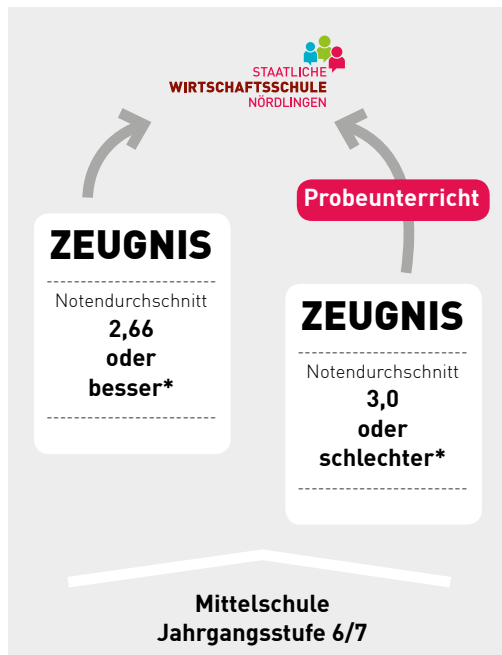 STAATLICHE
WIRTSCHAFTSSCHULE
NÖRDLINGEN
Probeunterricht
ZEUGNIS
Notendurchschnitt
2,66
oder
besser*
ZEUGNIS
Notendurchschnitt
3,0
oder
schlechter*
Mittelschule
Jahrgangsstufe 6/7